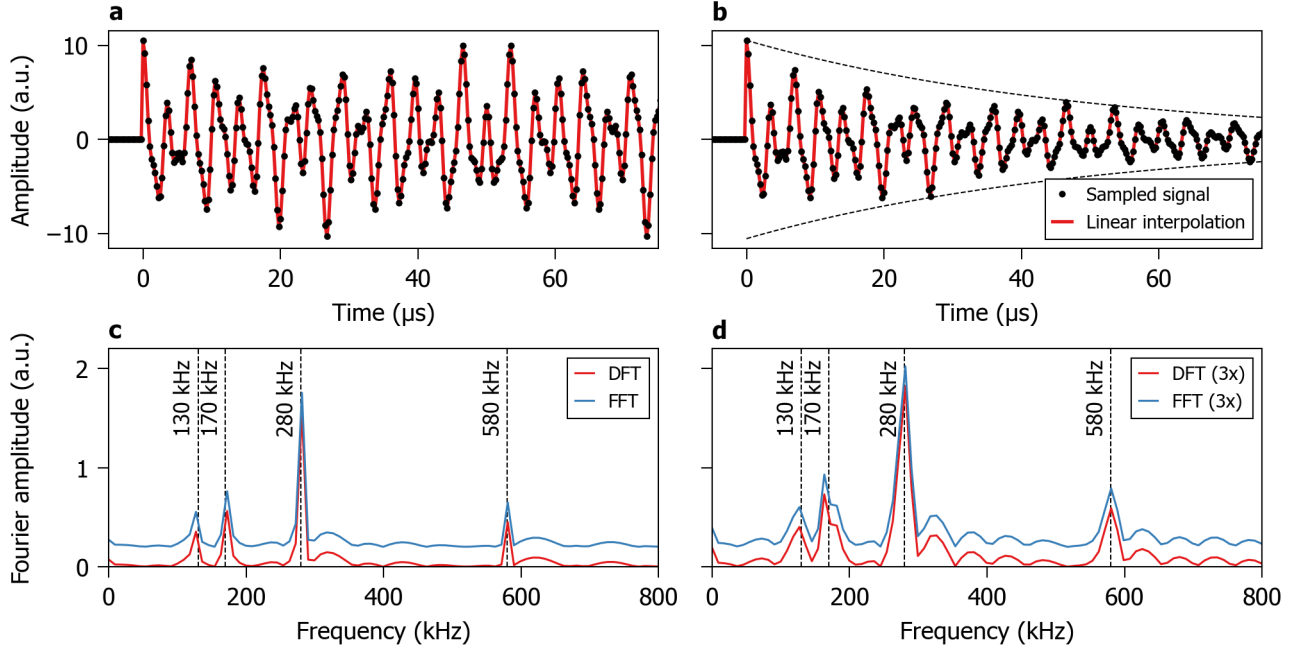 a
b
Amplitude (a.u.)
10
0
−10
0
20
40
60
Time (µs)
0
20
40
60
Time (µs)
Sampled signal
Linear interpolation
c
d
Fourier amplitude (a.u.)
2
1
0
130 kHz
170 kHz
280 kHz
580 kHz
DFT
FFT
0
200
400
600
800
Frequency (kHz)
130 kHz
170 kHz
280 kHz
580 kHz
DFT (3x)
FFT (3x)
0
200
400
600
800
Frequency (kHz)